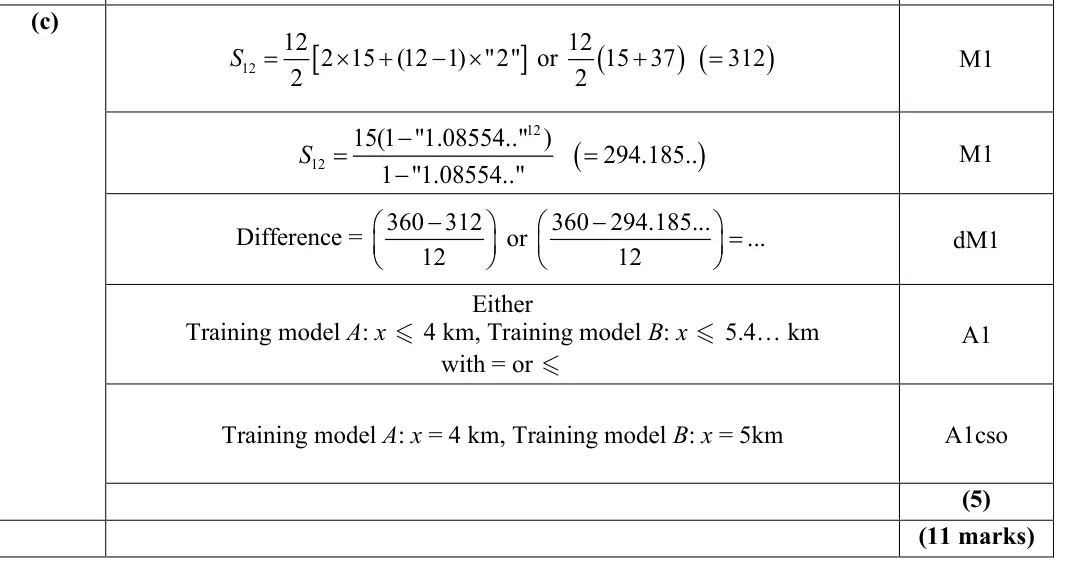 (c)
S₁₂ = 12/2 [2×15+(12−1)×"2"] or 12/2 (15+37) (=312) M1
S₁₂ = 15(1−"1.08554.."¹²) / 1−"1.08554.." (=294.185..) M1
Difference = (360−312 / 12) or (360−294.185... / 12) = ... dM1
Either
Training model A: x ⩽ 4 km, Training model B: x ⩽ 5.4… km
with = or ⩽
A1
Training model A: x = 4 km, Training model B: x = 5km A1cso
(5)
(11 marks)